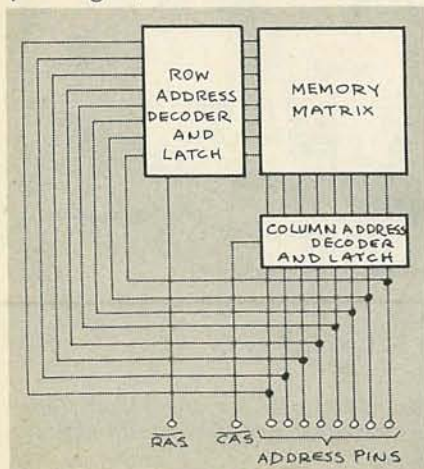 ROW
ADDRESS
DECODER
AND
LATCH
MEMORY
MATRIX
COLUMN ADDRESS
DECODER
AND LATCH
RAS
CAS
ADDRESS PINS